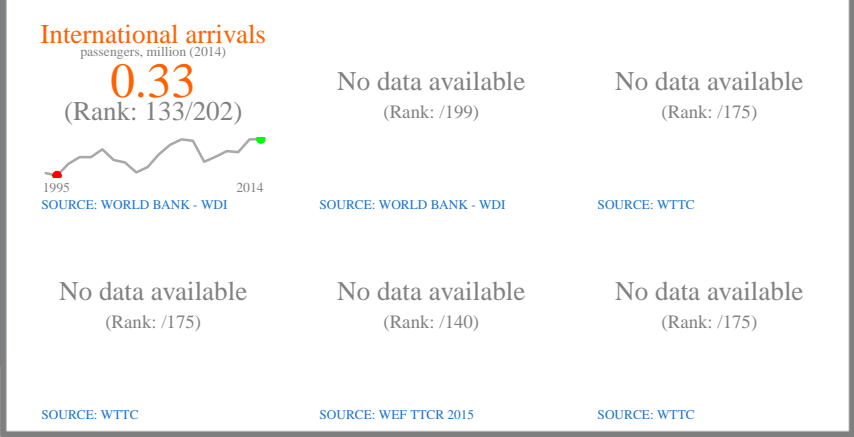 International arrivals
passengers, million (2014)
0.33
(Rank: 133/202)
1995 2014
SOURCE: WORLD BANK - WDI
No data available
(Rank: /199)
SOURCE: WORLD BANK - WDI
No data available
(Rank: /175)
SOURCE: WTTC
No data available
(Rank: /175)
SOURCE: WTTC
No data available
(Rank: /140)
SOURCE: WEF TTCR 2015
No data available
(Rank: /175)
SOURCE: WTTC